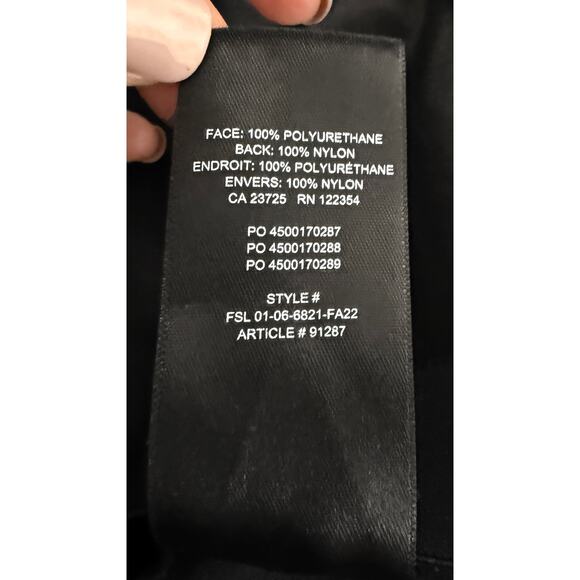 FACE: 100% POLYURETHANE
BACK: 100% NYLON
ENDROIT: 100% POLYURÉTHANE
ENVERS: 100% NYLON
CA 23725 RN 122354
PO 4500170287
PO 4500170288
PO 4500170289
STYLE #
FSL 01-06-6821-FA22
ARTiCLE # 91287